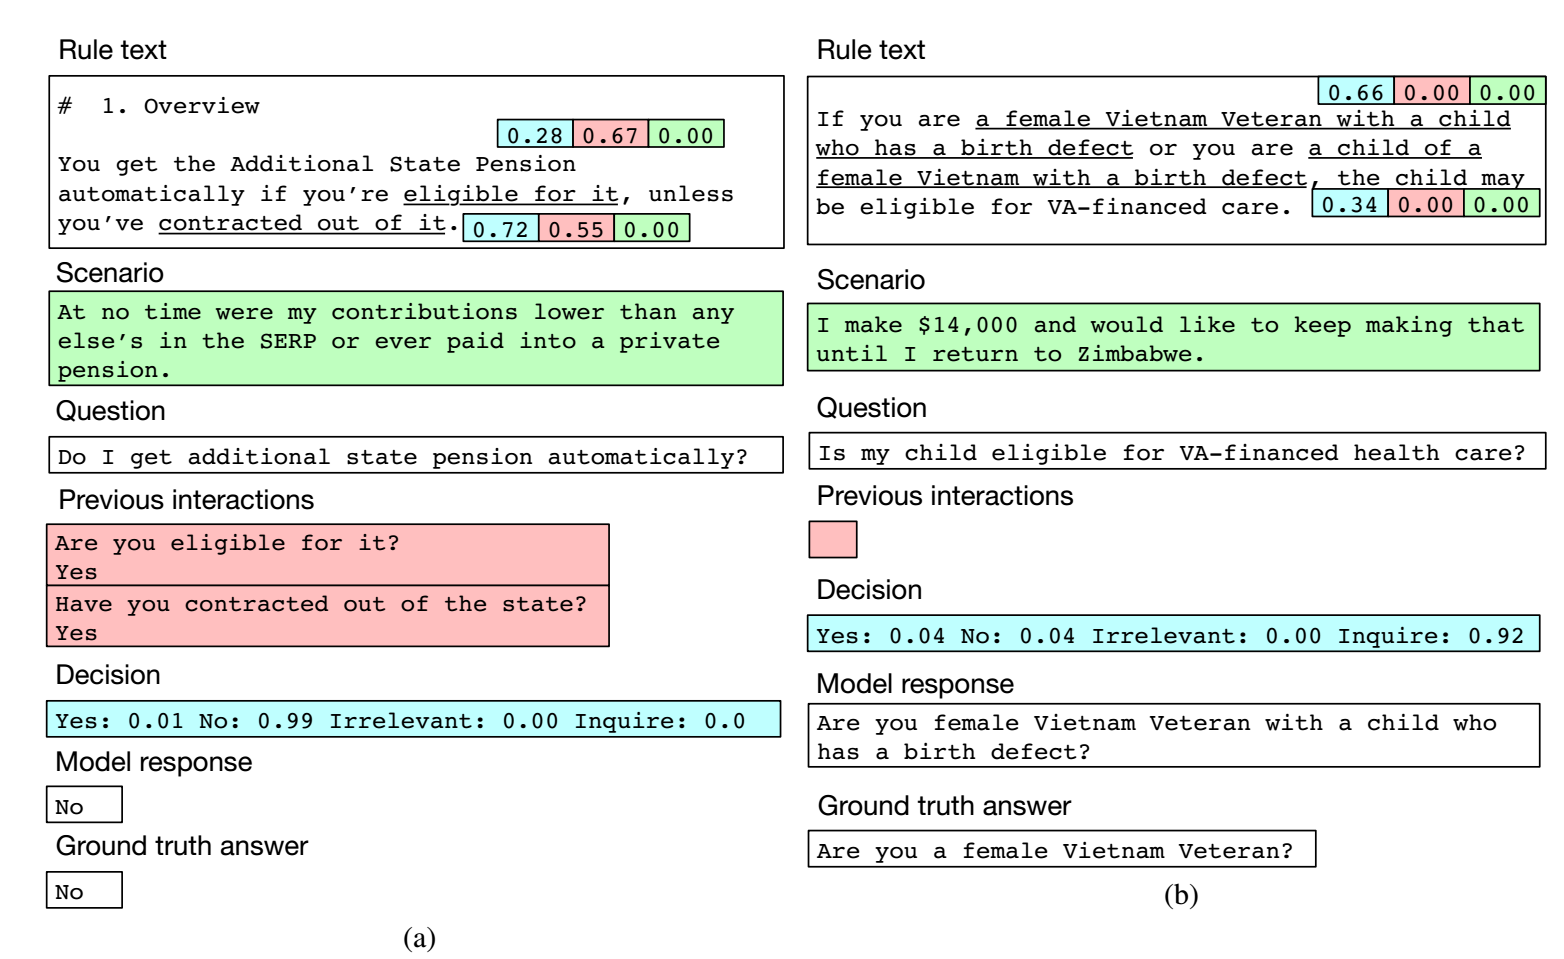 Rule text
# 1. Overview
0.28 0.67 0.00
You get the Additional State Pension
automatically if you're eligible for it, unless
you've contracted out of it. 0.72 0.55 0.00
Scenario
At no time were my contributions lower than any
else's in the SERP or ever paid into a private
pension.
Question
Do I get additional state pension automatically?
Previous interactions
Are you eligible for it?
Yes
Have you contracted out of the state?
Yes
Decision
Yes: 0.01 No: 0.99 Irrelevant: 0.00 Inquire: 0.0
Model response
No
Ground truth answer
No
(a)
Rule text
0.66 0.00 0.00
If you are a female Vietnam Veteran with a child
who has a birth defect or you are a child of a
female Vietnam with a birth defect, the child may
be eligible for VA-financed care. 0.34 0.00 0.00
Scenario
I make $14,000 and would like to keep making that
until I return to Zimbabwe.
Question
Is my child eligible for VA-financed health care?
Previous interactions
Decision
Yes: 0.04 No: 0.04 Irrelevant: 0.00 Inquire: 0.92
Model response
Are you female Vietnam Veteran with a child who
has a birth defect?
Ground truth answer
Are you a female Vietnam Veteran?
(b)